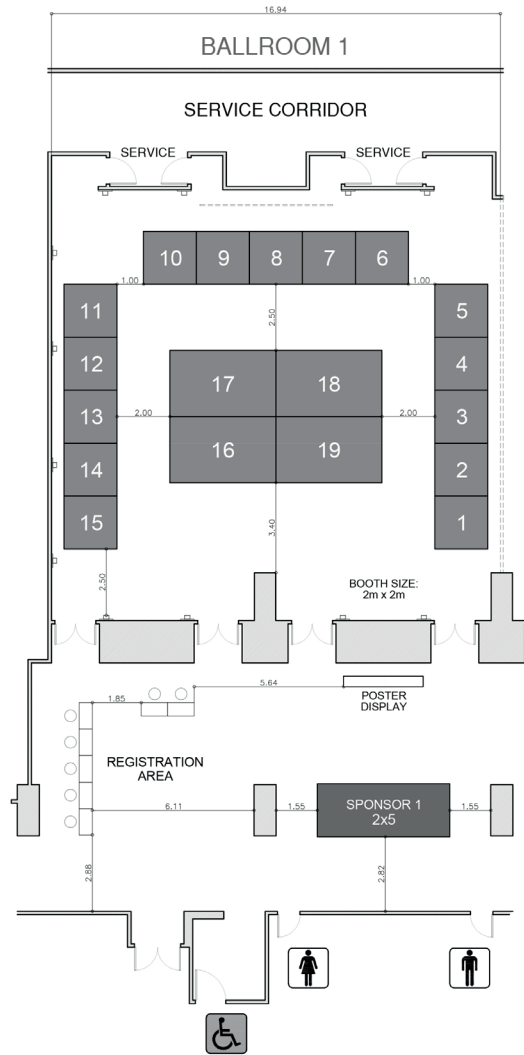 16.94
BALLROOM 1
SERVICE CORRIDOR
SERVICE
SERVICE
10
9
8
7
6
1.00
1.00
11
5
2.50
12
4
17
18
13
2.00
2.00
3
16
19
14
2
15
1
3.40
2.50
BOOTH SIZE:
2m x 2m
5.64
1.85
POSTER
DISPLAY
REGISTRATION
AREA
6.11
1.55
SPONSOR 1
2x5
1.55
2.88
2.82